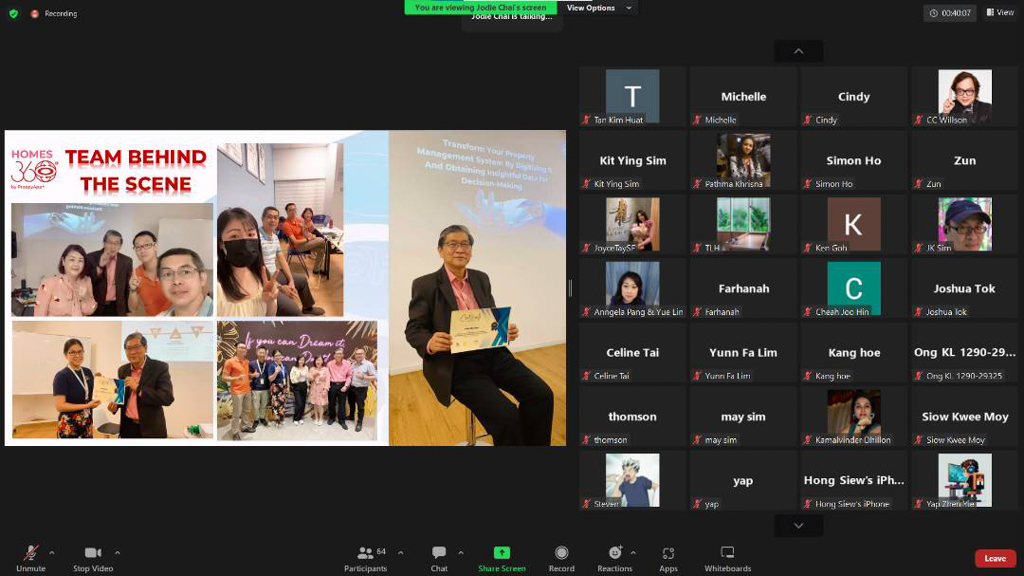 Recording
You are viewing Jodie Chai's screen
View Options
Jodie Chai is talking...
00:40:07
View
HOMES
360°
by PropsApps
TEAM BEHIND
THE SCENE
Transform Your Property
Management System By Digitising It
And Obtaining Insightful Data for
Decision-Making
If you can Dream it,
you can Do it
T
Tan Kim Huat
Michelle
Michelle
Cindy
Cindy
CC Willson
Kit Ying Sim
Kit Ying Sim
Pathma Khrisna
Simon Ho
Simon Ho
Zun
Zun
JoyceTaySF
TLH
K
Ken Goh
JK Sim
Anngela Pang & Yue Lin
Farhanah
Farhanah
C
Cheah Joo Hin
Joshua Tok
Joshua Tok
Celine Tai
Celine Tai
Yunn Fa Lim
Yunn Fa Lim
Kang hoe
Kang hoe
Ong KL 1290-29...
Ong KL 1290-29325
thomson
thomson
may sim
may sim
Kamalvinder Dhillon
Siow Kwee Moy
Siow Kwee Moy
Steven
yap
yap
Hong Siew's iPh...
Hong Siew's iPhone
Yap Zhen Yie
Unmute
Stop Video
64
Participants
Chat
Share Screen
Record
Reactions
Apps
Whiteboards
Leave